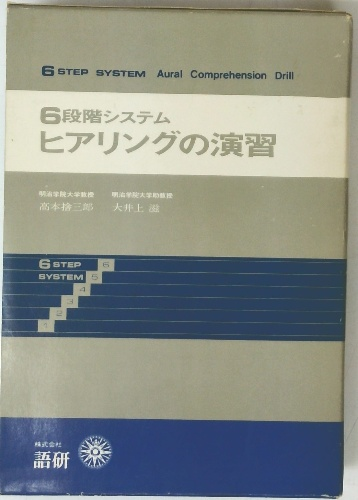 6 STEP SYSTEM Aural Comprehension Drill
6段階システム
ヒアリングの演習
明治学院大学教授 明治学院大学助教授
高本捨三郎 大井上 滋
6 STEP 6
SYSTEM 5
4
3
2
1
株式会社
語研